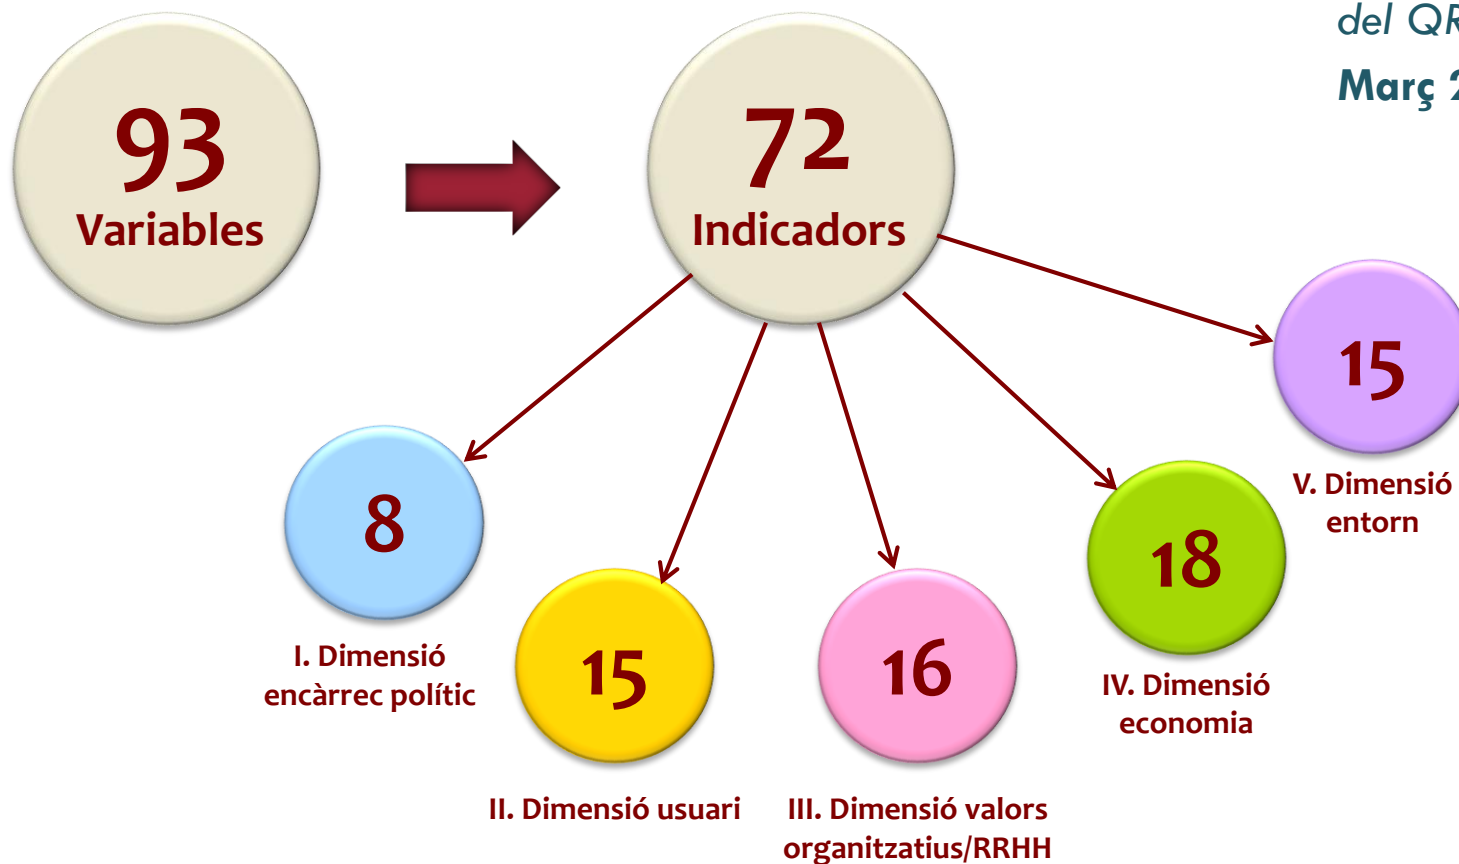 del QR
Març 2
93
Variables
72
Indicadors
15
V. Dimensió
entorn
8
I. Dimensió
encàrrec polític
15
II. Dimensió usuari
16
III. Dimensió valors
organitzatius/RRHH
18
IV. Dimensió
economia